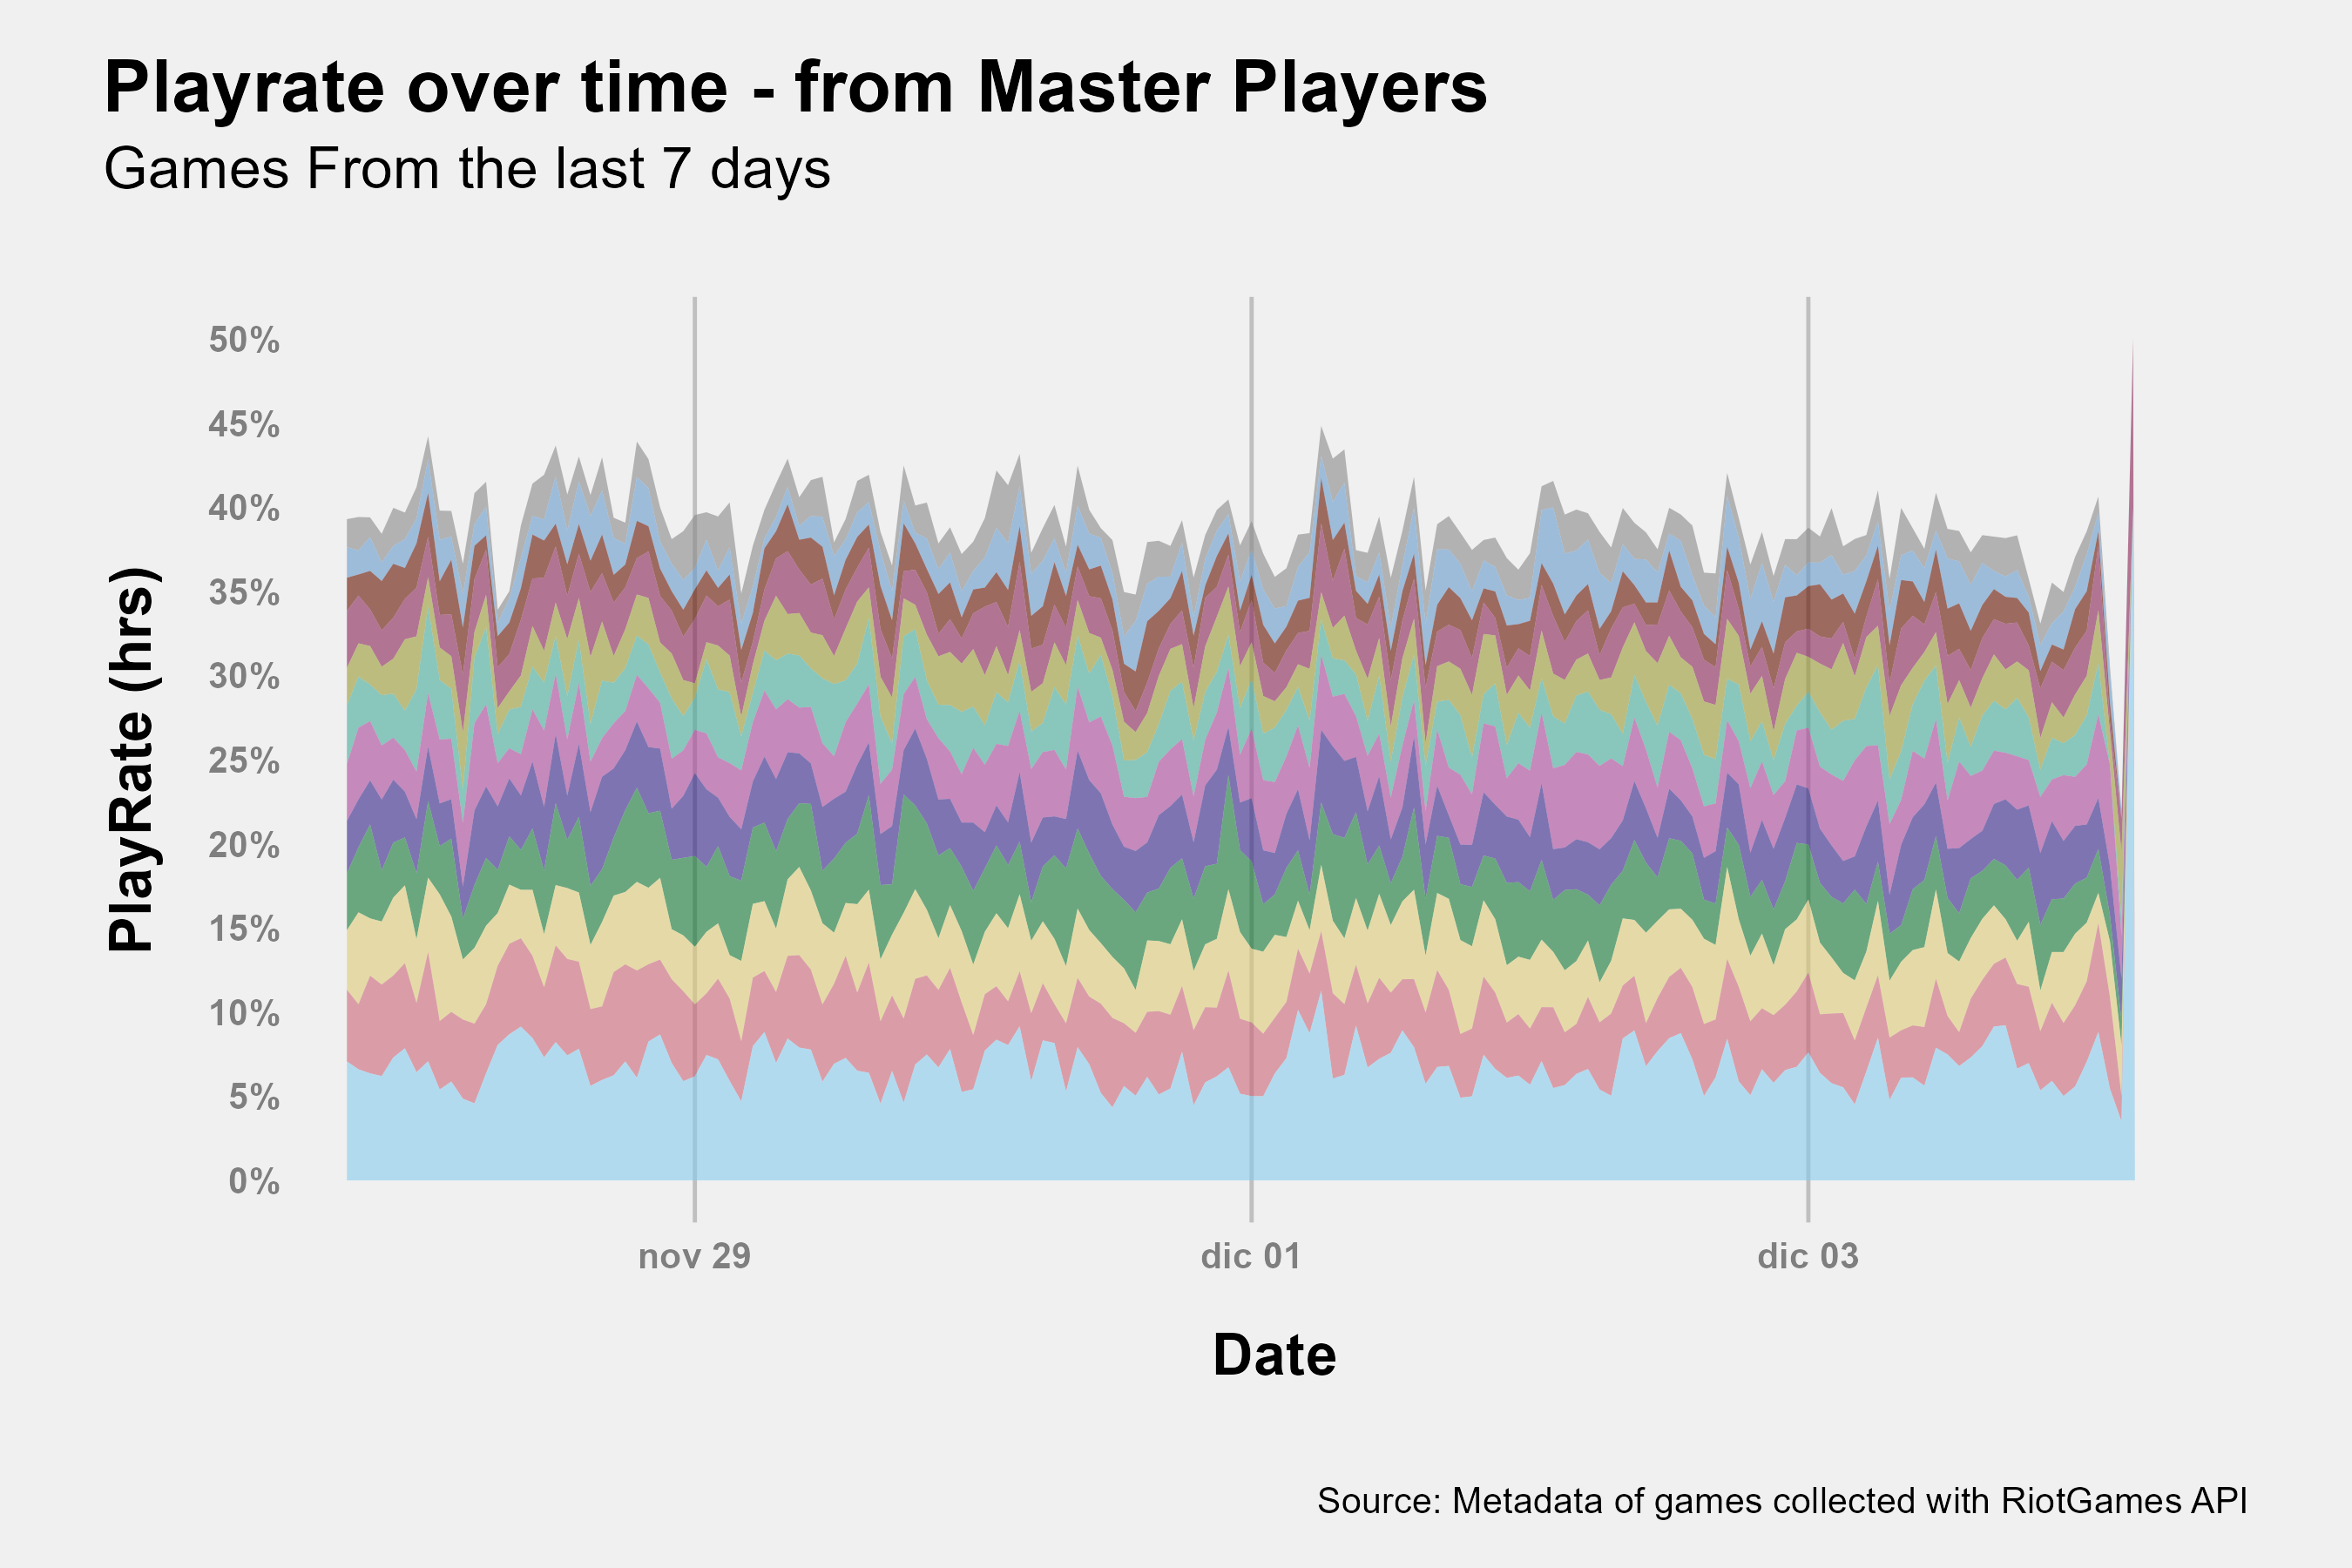 Playrate over time - from Master Players
Games From the last 7 days
PlayRate (hrs)
50%
45%
40%
35%
30%
25%
20%
15%
10%
5%
0%
nov 29
dic 01
dic 03
Date
Source: Metadata of games collected with RiotGames API